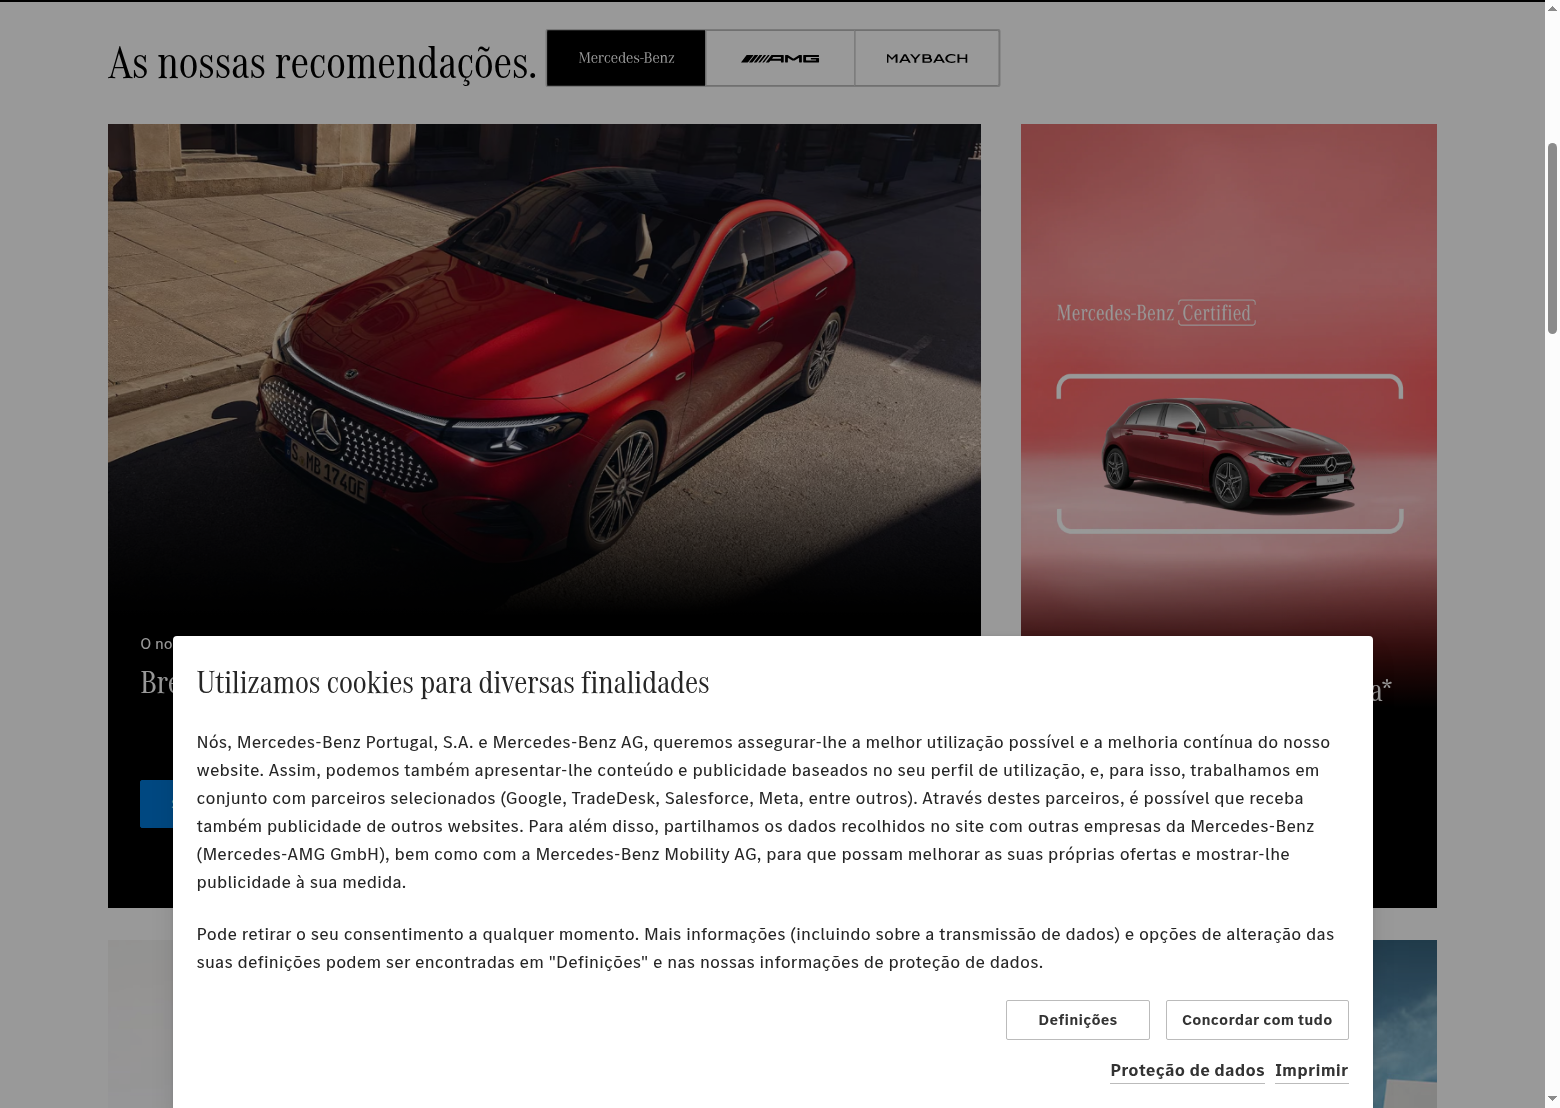 As nossas recomendações.
Mercedes-Benz
AMG
MAYBACH
Mercedes-Benz Certified
S MB 1740E
Utilizamos cookies para diversas finalidades
Nós, Mercedes-Benz Portugal, S.A. e Mercedes-Benz AG, queremos assegurar-lhe a melhor utilização possível e a melhoria contínua do nosso
website. Assim, podemos também apresentar-lhe conteúdo e publicidade baseados no seu perfil de utilização, e, para isso, trabalhamos em
conjunto com parceiros selecionados (Google, TradeDesk, Salesforce, Meta, entre outros). Através destes parceiros, é possível que receba
também publicidade de outros websites. Para além disso, partilhamos os dados recolhidos no site com outras empresas da Mercedes-Benz
(Mercedes-AMG GmbH), bem como com a Mercedes-Benz Mobility AG, para que possam melhorar as suas próprias ofertas e mostrar-lhe
publicidade à sua medida.
Pode retirar o seu consentimento a qualquer momento. Mais informações (incluindo sobre a transmissão de dados) e opções de alteração das
suas definições podem ser encontradas em "Definições" e nas nossas informações de proteção de dados.
Definições
Concordar com tudo
Proteção de dados
Imprimir